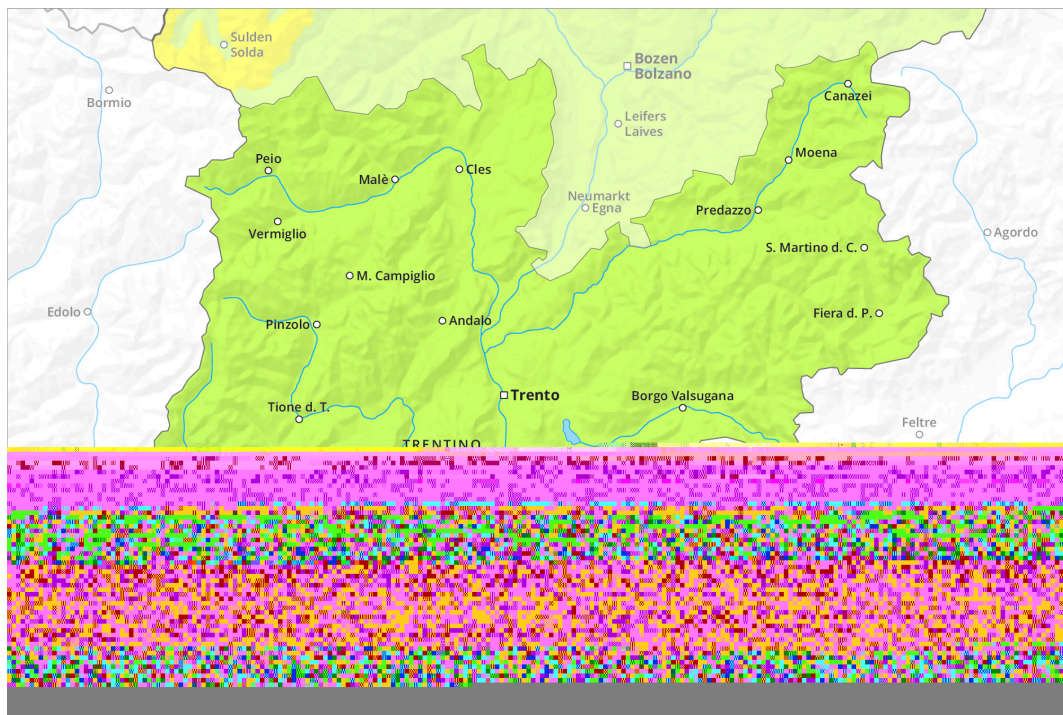 Sulden
Solda
Bozen
Bolzano
Bormio
Canazei
Leifers
Laives
Moena
Peio
Malè
Cles
Neumarkt
Egna
Predazzo
Vermiglio
Agordo
S. Martino d. C.
M. Campiglio
Edolo
Pinzolo
Andalo
Fiera d. P.
Trento
Borgo Valsugana
Tione d. T.
Feltre
TRENTINO